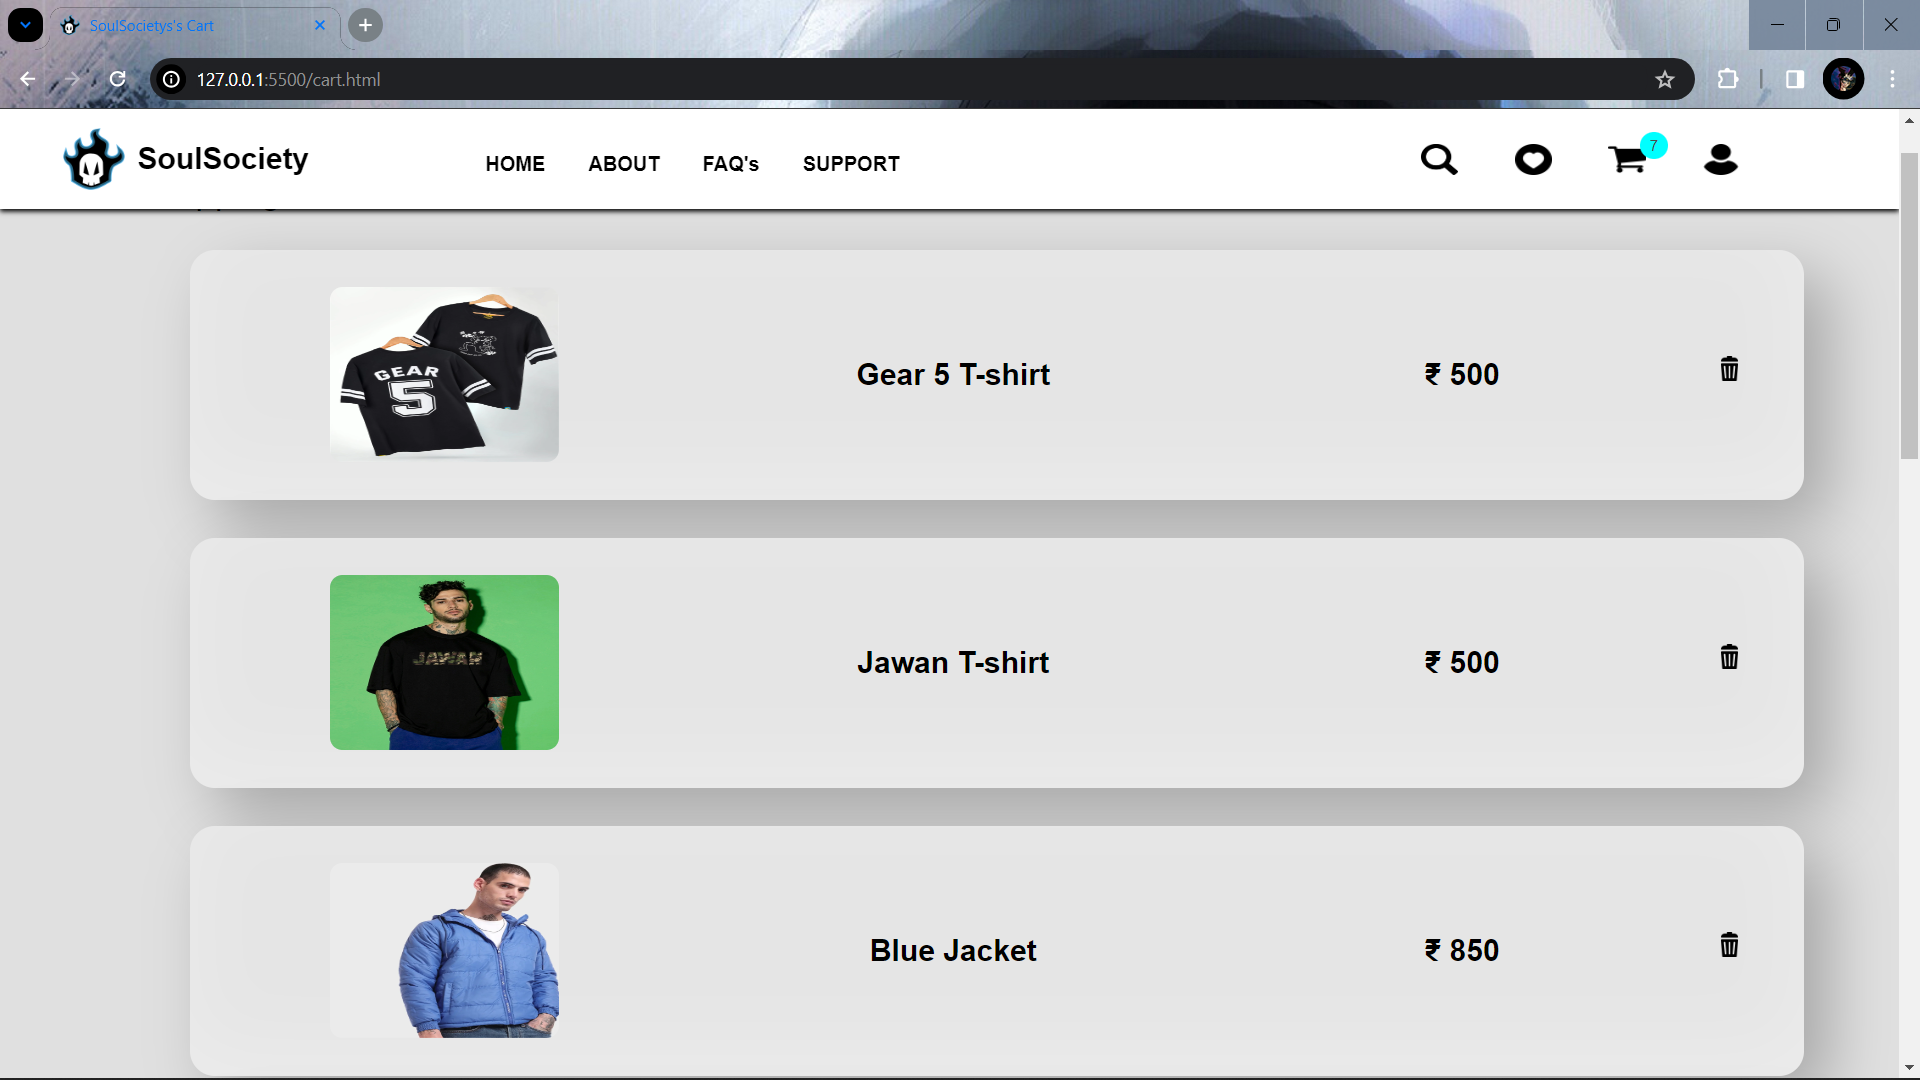 SoulSocietys's Cart
127.0.0.1:5500/cart.html
SoulSociety
HOME
ABOUT
FAQ's
SUPPORT
7
GEAR
5
Gear 5 T-shirt
₹ 500
JAWAN
Jawan T-shirt
₹ 500
Blue Jacket
₹ 850